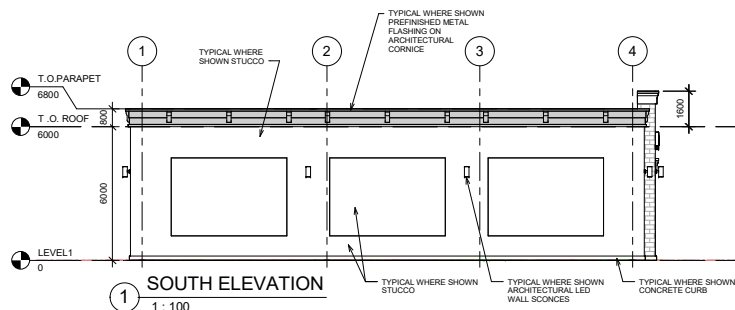 TYPICAL WHERE SHOWN
PREFINISHED METAL
FLASHING ON
ARCHITECTURAL
CORNICE
1
2
3
4
TYPICAL WHERE
SHOWN STUCCO
T.O.PARAPET
6800
T .O. ROOF
6000
800
1600
6000
LEVEL1
0
1
SOUTH ELEVATION
1 : 100
TYPICAL WHERE SHOWN
STUCCO
TYPICAL WHERE SHOWN
ARCHITECTURAL LED
WALL SCONCES
TYPICAL WHERE SHOWN
CONCRETE CURB